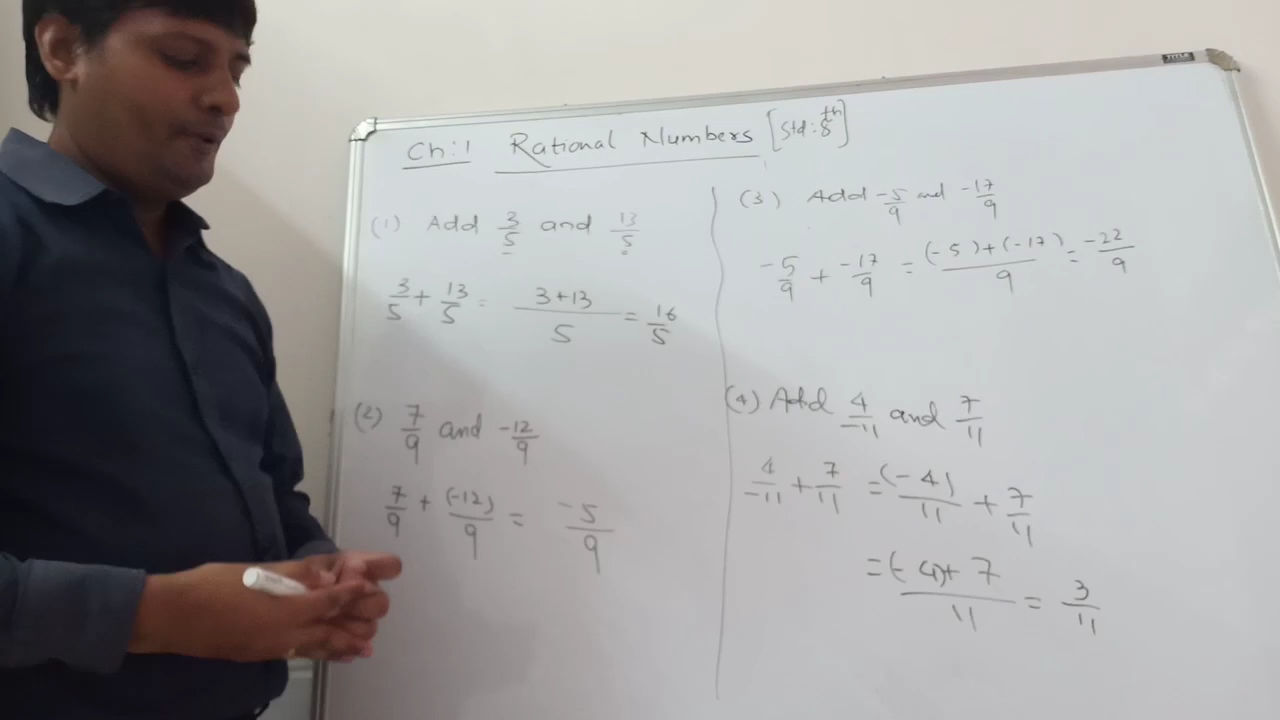 Ch:1 Rational Numbers [Std: 8th]
(1) Add 3/5 and 13/5
3/5 + 13/5 = 3+13/5 = 16/5
(2) 7/9 and -12/9
7/9 + (-12)/9 = -5/9
(3) Add -5/9 and -17/9
-5/9 + -17/9 = (-5)+(-17)/9 = -22/9
(4) Add 4/-11 and 7/11
4/-11 + 7/11 = (-4)/11 + 7/11
= (-4)+7/11 = 3/11